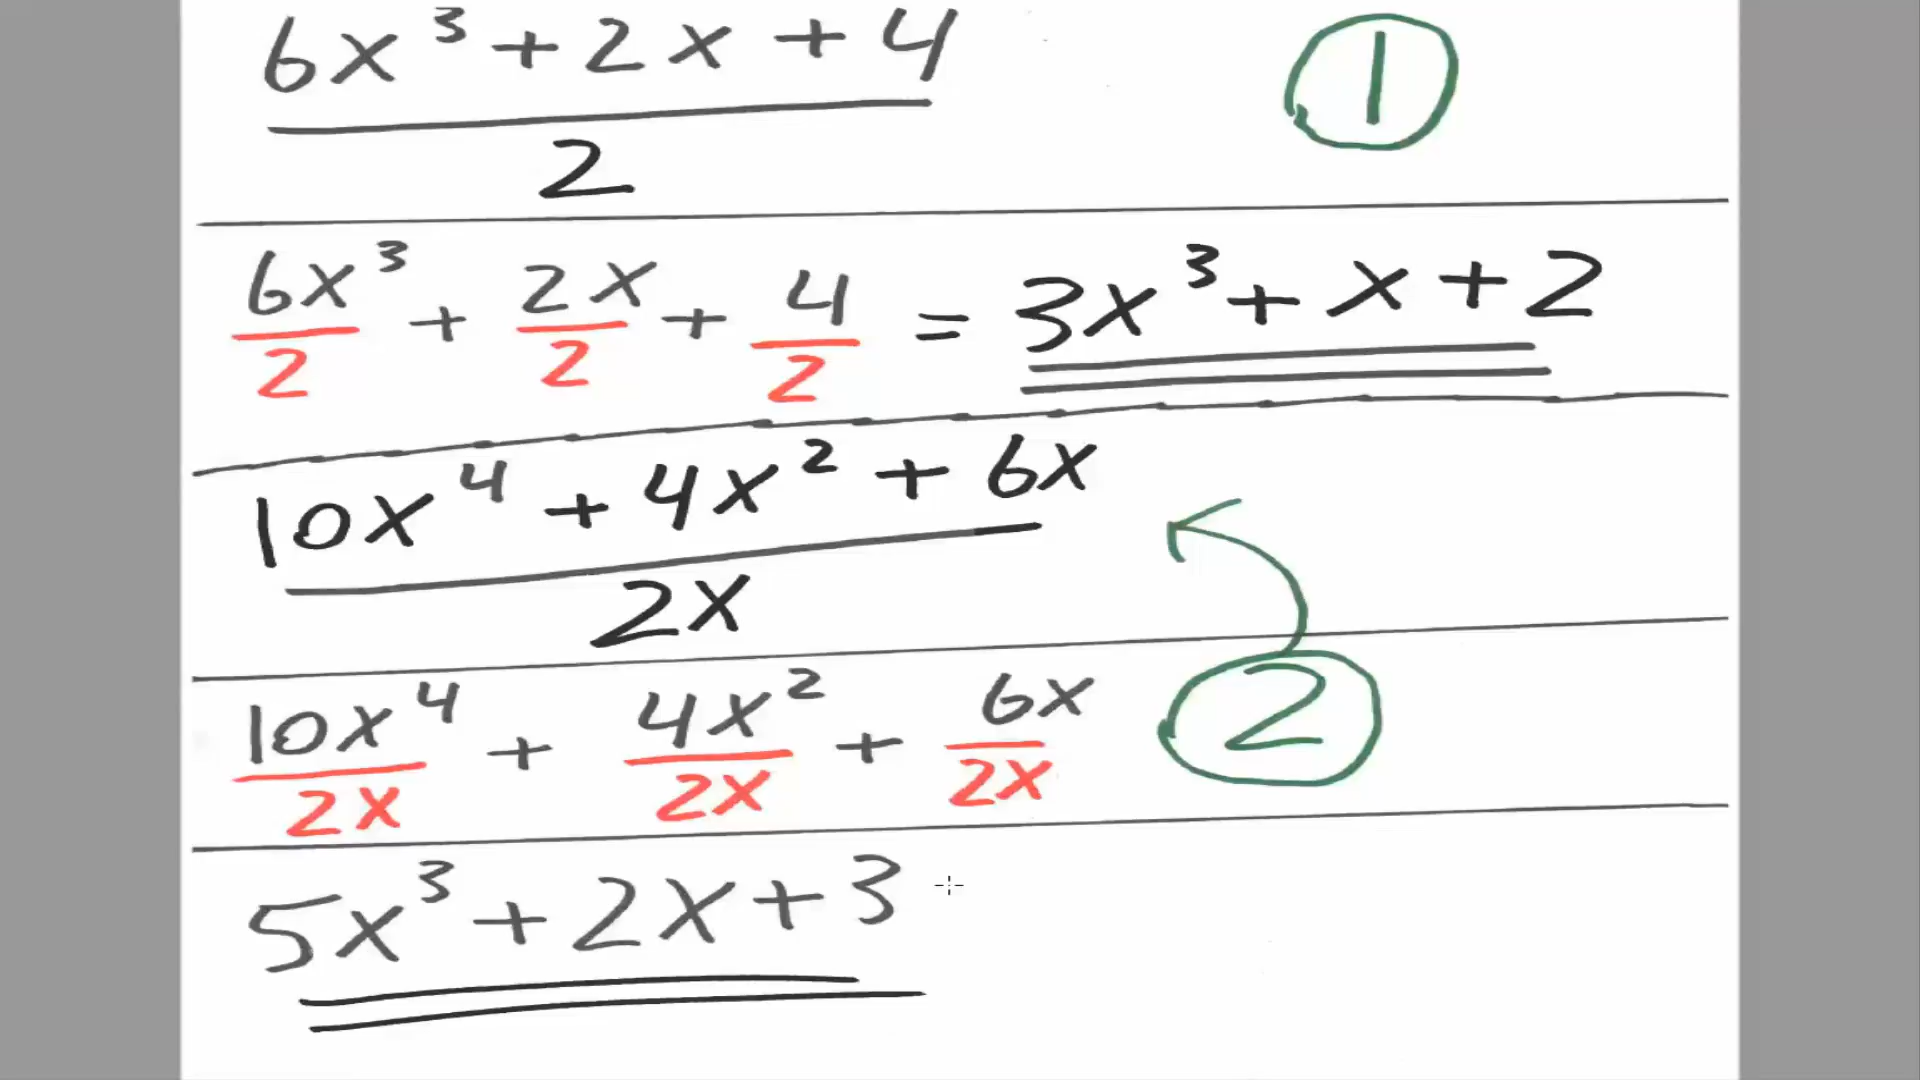 6x³ + 2x + 4 ①
2
6x³/2 + 2x/2 + 4/2 = 3x³ + x + 2
10x⁴ + 4x² + 6x
2x
10x⁴/2x + 4x²/2x + 6x/2x ②
5x³ + 2x + 3